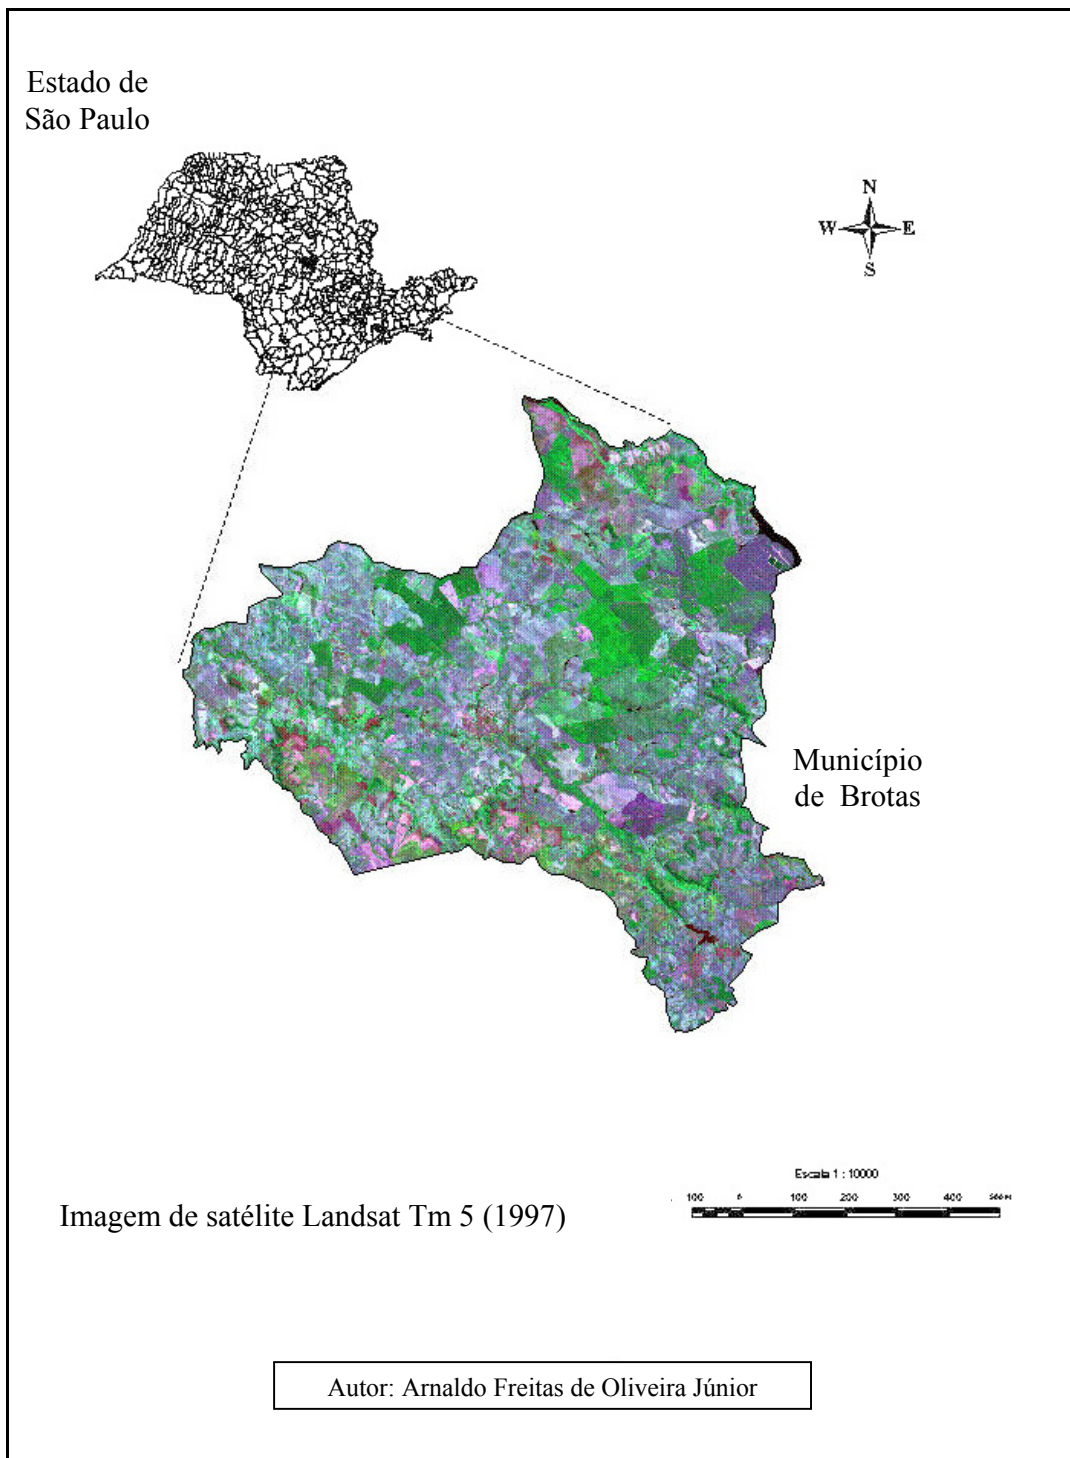 Estado de
São Paulo
N
W E
S
Município
de Brotas
Escala 1 : 10000
100 0 100 200 300 400
Imagem de satélite Landsat Tm 5 (1997)
Autor: Arnaldo Freitas de Oliveira Júnior